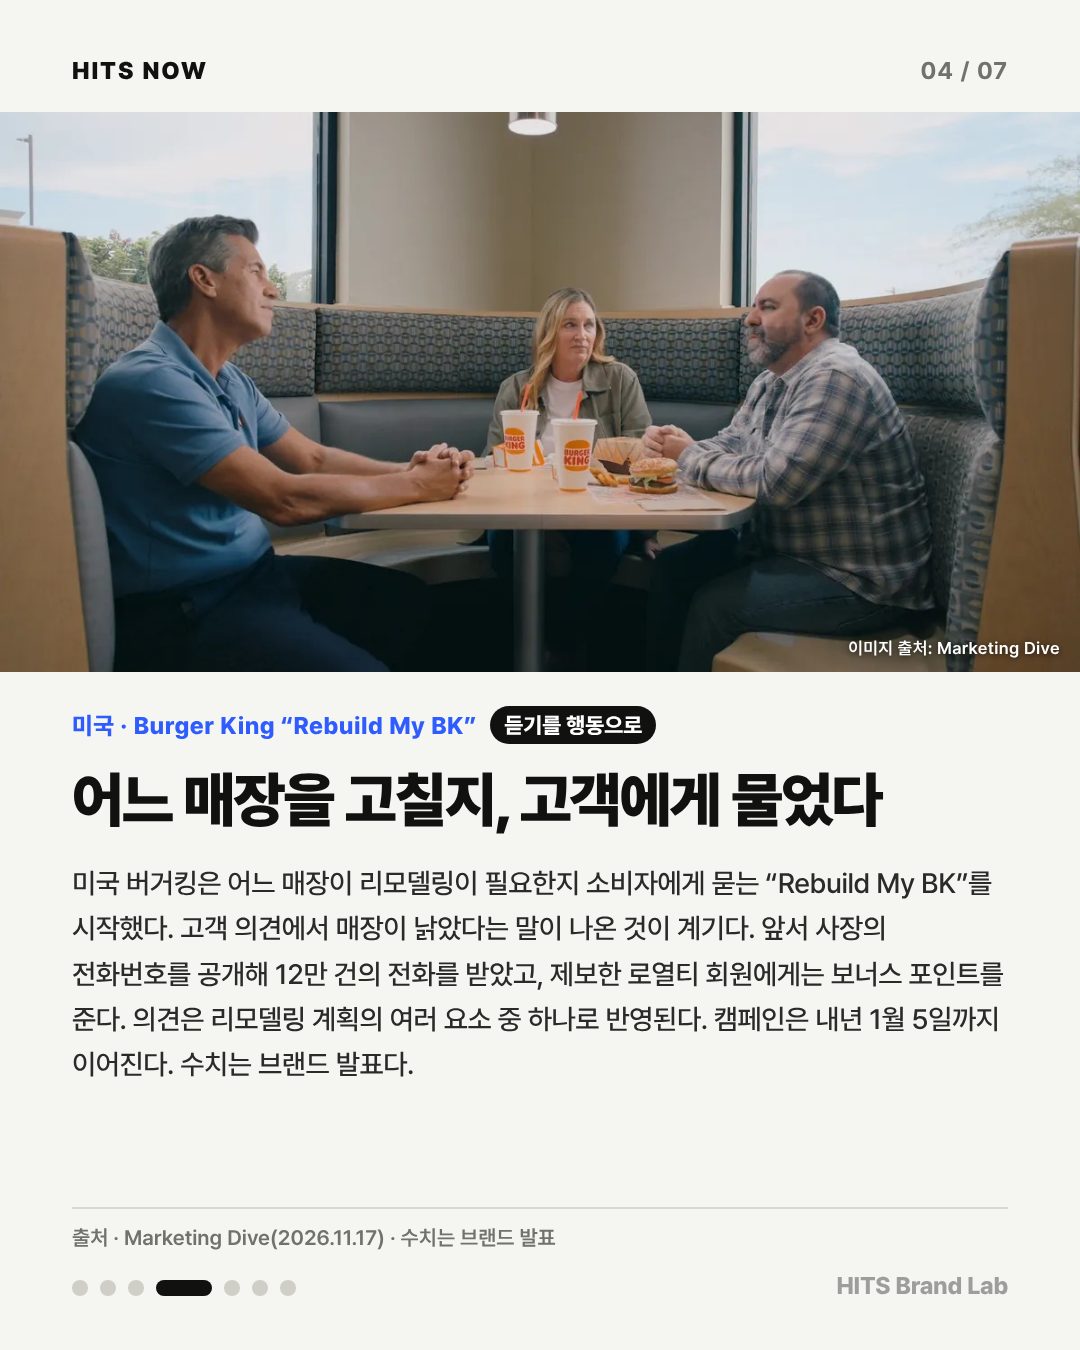 HITS NOW
04 / 07
BURGER KING
BURGER KING
이미지 출처: Marketing Dive
미국 · Burger King “Rebuild My BK” 듣기를 행동으로
어느 매장을 고칠지, 고객에게 물었다
미국 버거킹은 어느 매장이 리모델링이 필요한지 소비자에게 묻는 “Rebuild My BK”를
시작했다. 고객 의견에서 매장이 낡았다는 말이 나온 것이 계기다. 앞서 사장의
전화번호를 공개해 12만 건의 전화를 받았고, 제보한 로열티 회원에게는 보너스 포인트를
준다. 의견은 리모델링 계획의 여러 요소 중 하나로 반영된다. 캠페인은 내년 1월 5일까지
이어진다. 수치는 브랜드 발표다.
출처 · Marketing Dive(2026.11.17) · 수치는 브랜드 발표
HITS Brand Lab